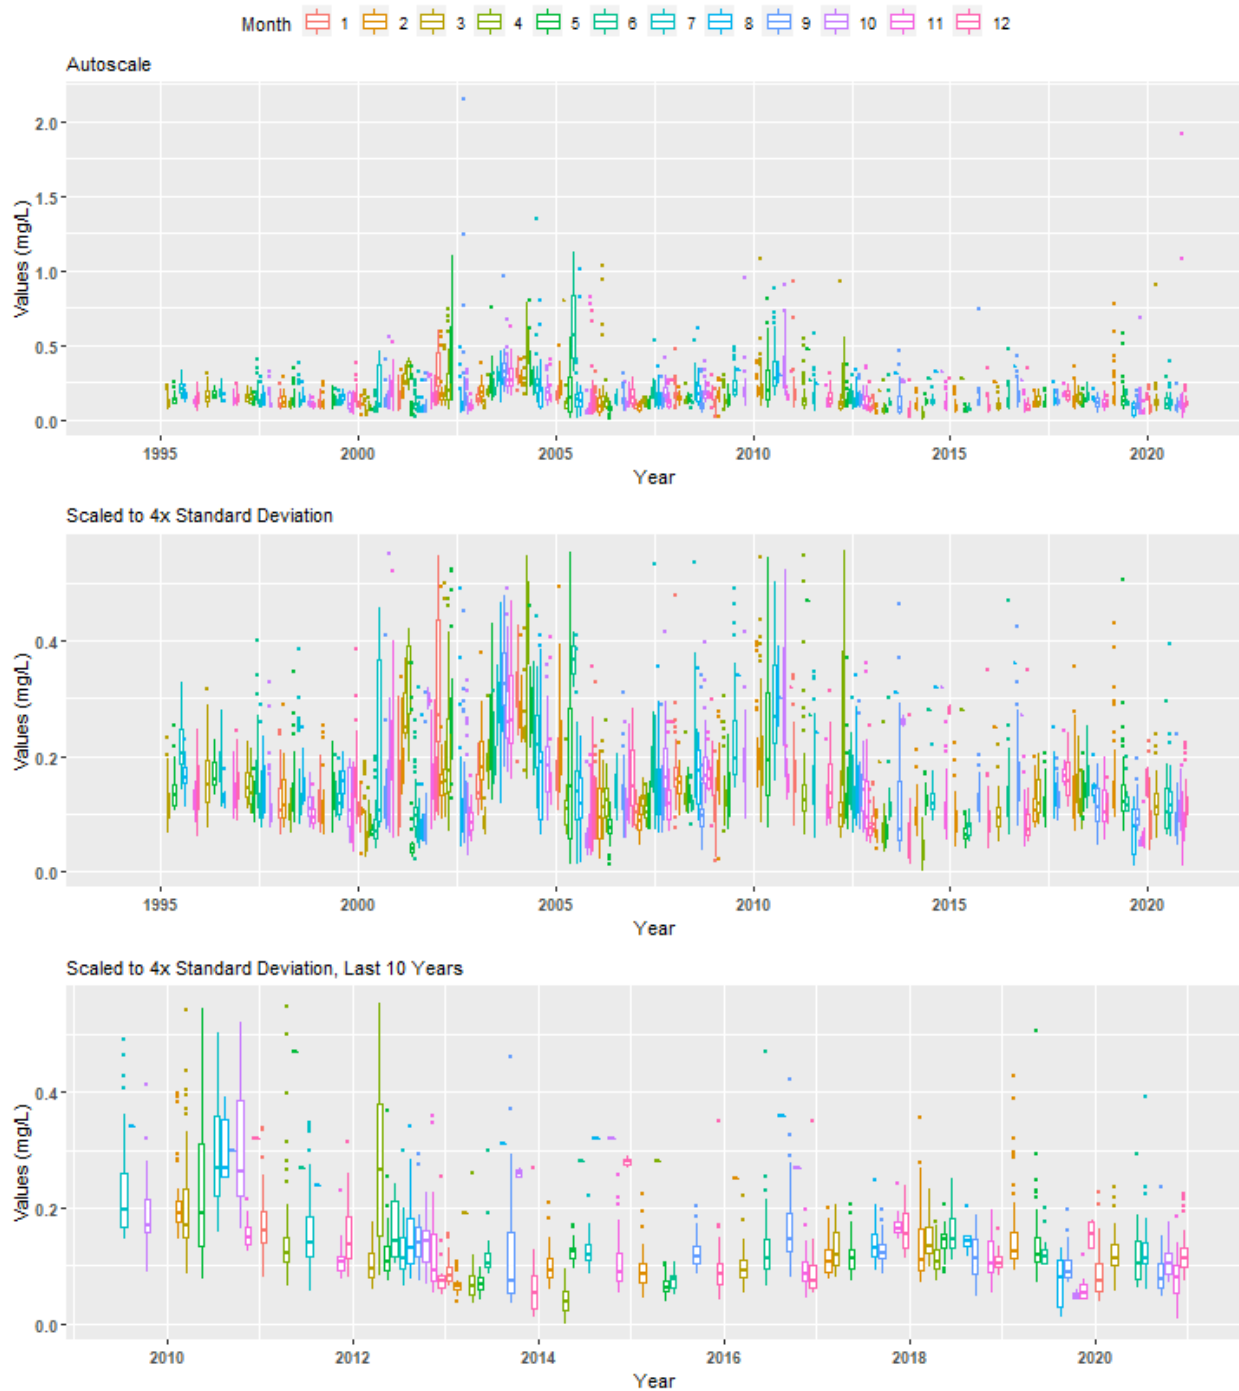 Month 1 2 3 4 5 6 7 8 9 10 11 12
Autoscale
Values (mg/L)
2.0
1.5
1.0
0.5
0.0
1995 2000 2005 2010 2015 2020
Year
Scaled to 4x Standard Deviation
Values (mg/L)
0.4
0.2
0.0
1995 2000 2005 2010 2015 2020
Year
Scaled to 4x Standard Deviation, Last 10 Years
Values (mg/L)
0.4
0.2
0.0
2010 2012 2014 2016 2018 2020
Year